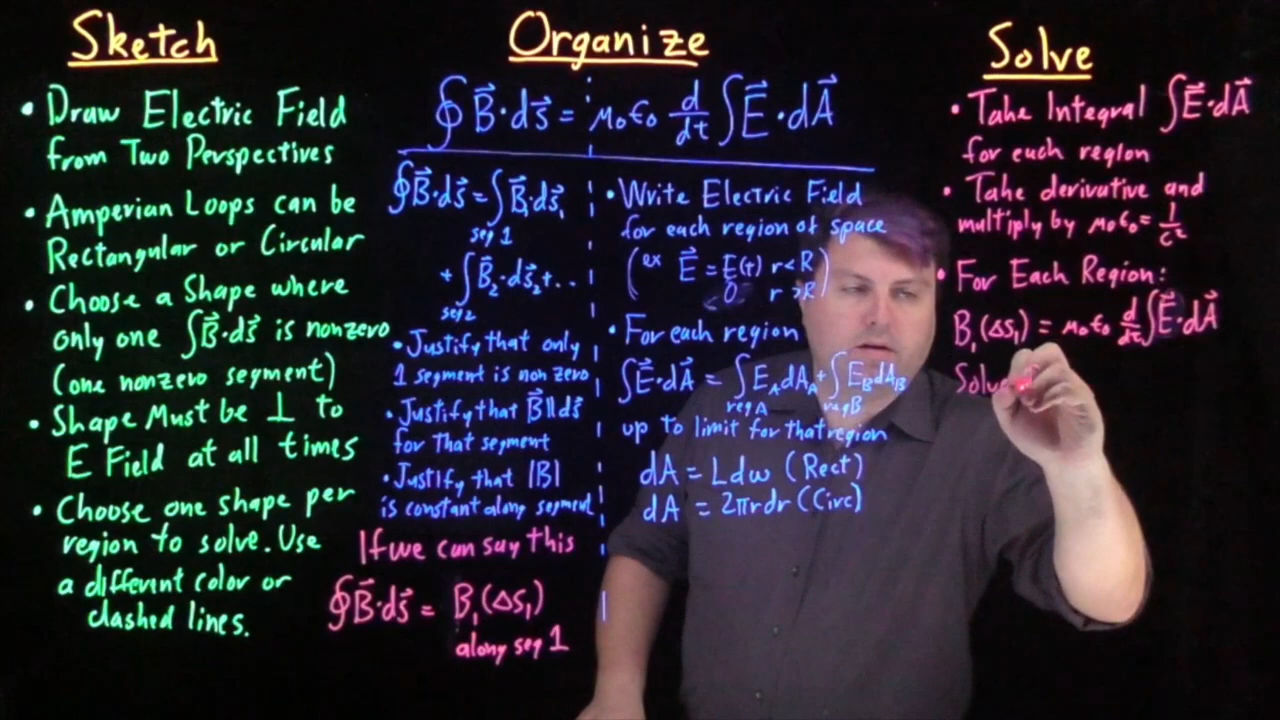 Sketch
• Draw Electric Field
from Two Perspectives
• Amperian Loops can be
Rectangular or Circular
• Choose a Shape where
only one ∫B⃗·ds⃗ is nonzero
(one nonzero segment)
• Shape Must be ⊥ to
E Field at all times
• Choose one shape per
region to solve. Use
a different color or
dashed lines.
Organize
∮B⃗·ds⃗ = μ₀ε₀ d/dt ∫E⃗·dA⃗
∮B⃗·ds⃗ = ∫B⃗₁·ds⃗₁
seg 1
+ ∫B⃗₂·ds⃗₂ + ..
seg 2
• Justify that only
1 segment is non zero
• Justify that B⃗ || ds⃗
for that segment
• Justify that |B|
is constant along segment
If we can say this
∮B⃗·ds⃗ = B₁(Δs₁)
along seg 1
• Write Electric Field
for each region of space
(ex E⃗ = E(t) r<R
0 r>R)
• For each region
∫E⃗·dA⃗ = ∫E_A dA_A + ∫E_B dA_B
reg A reg B
up to limit for that region
dA = L dw (Rect)
dA = 2πrdr (Circ)
Solve
• Take Integral ∫E⃗·dA⃗
for each region
• Take derivative and
multiply by μ₀ε₀ = 1/c²
• For Each Region:
B₁(Δs₁) = μ₀ε₀ d/dt ∫E⃗·dA⃗
Solve